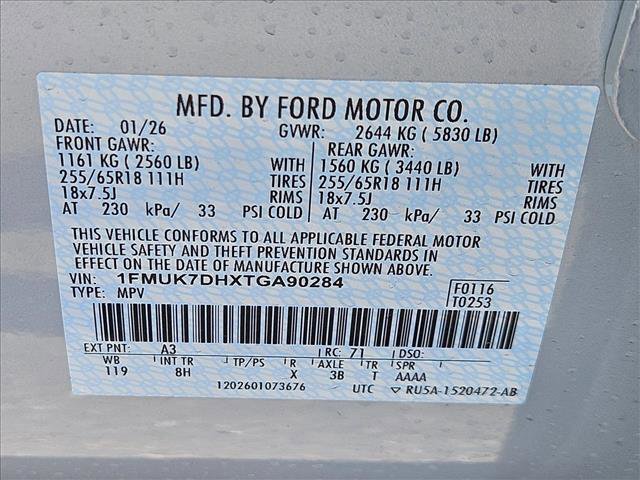 MFD. BY FORD MOTOR CO.
DATE: 01/26 GVWR: 2644 KG ( 5830 LB)
FRONT GAWR: REAR GAWR:
1161 KG ( 2560 LB) WITH 1560 KG ( 3440 LB) WITH
255/65R18 111H TIRES 255/65R18 111H TIRES
18x7.5J RIMS 18x7.5J RIMS
AT 230 kPa/ 33 PSI COLD AT 230 kPa/ 33 PSI COLD
THIS VEHICLE CONFORMS TO ALL APPLICABLE FEDERAL MOTOR
VEHICLE SAFETY AND THEFT PREVENTION STANDARDS IN
EFFECT ON THE DATE OF MANUFACTURE SHOWN ABOVE.
VIN: 1FMUK7DHXTGA90284 F0116
TYPE: MPV T0253
EXT PNT: A3 RC: 71 DSO:
WB INT TR TP/PS R AXLE TR SPR
119 8H X 3B T AAAA
1202601073676 UTC RU5A-1520472-AB